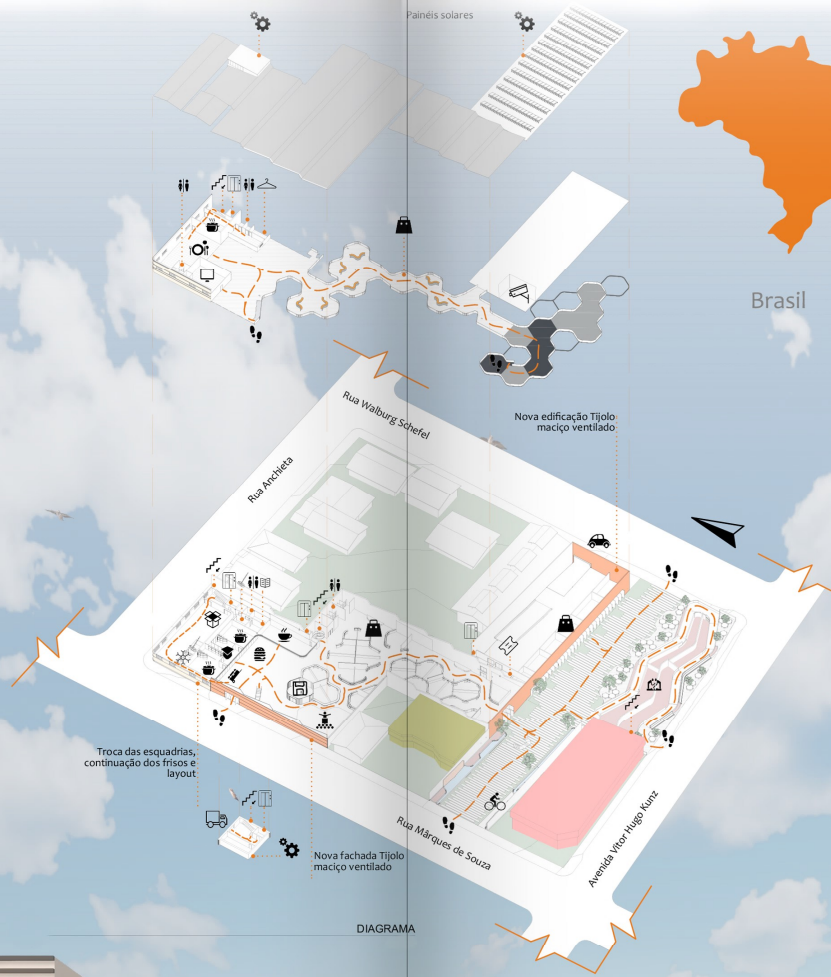 Painéis solares
Brasil
Rua Walburg Schefel
Nova edificação Tijolo
maciço ventilado
Rua Anchieta
Troca das esquadrias,
continuação dos frisos e
layout
Rua Mârques de Souza
Avenida Vitor Hugo Kunz
Nova fachada Tijolo
maciço ventilado
DIAGRAMA